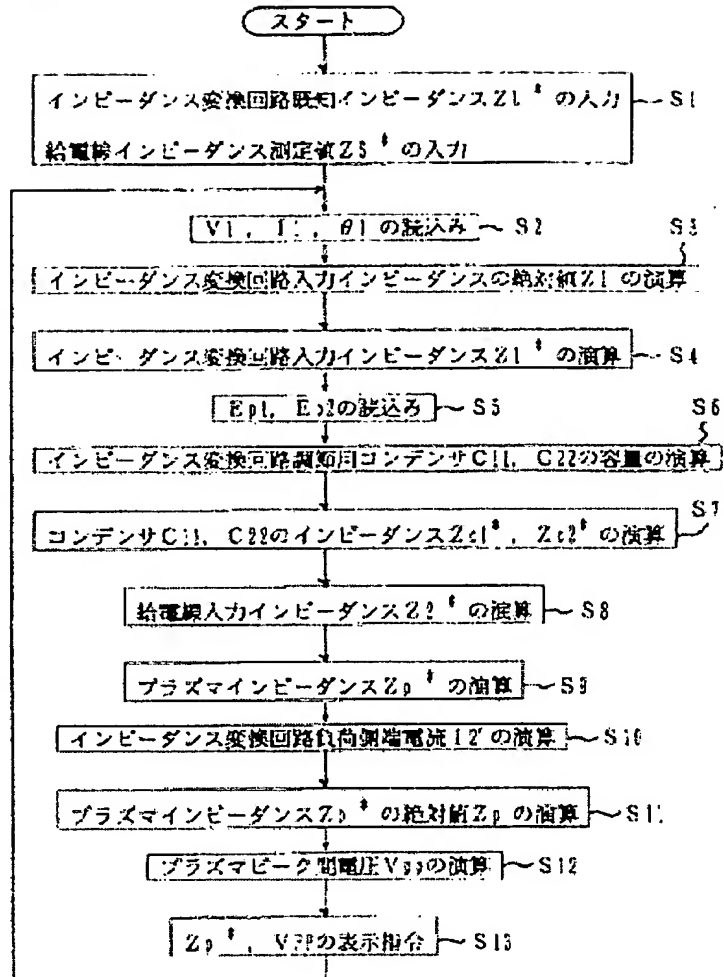 スタート
インピーダンス変換回路既知インピーダンスZ1* の入力 S1
給電線インピーダンス測定値Z3* の入力
V1, I1, θ1 の読込み S2
S3
インピーダンス変換回路入力インピーダンスの絶対値Z1 の演算
インピーダンス変換回路入力インピーダンスZ1* の演算 S4
Ep1, Ep2の読込み S5
S6
インピーダンス変換回路調節用コンデンサC11, C22の容量の演算
S7
コンデンサC11, C22のインピーダンスZc1*, Zc2* の演算
給電線入力インピーダンスZ2* の演算 S8
プラズマインピーダンスZp* の演算 S9
インピーダンス変換回路負荷側端電流I2' の演算 S10
プラズマインピーダンスZp* の絶対値Zp の演算 S11
プラズマピーク間電圧Vppの演算 S12
Zp*, VPPの表示指令 S13